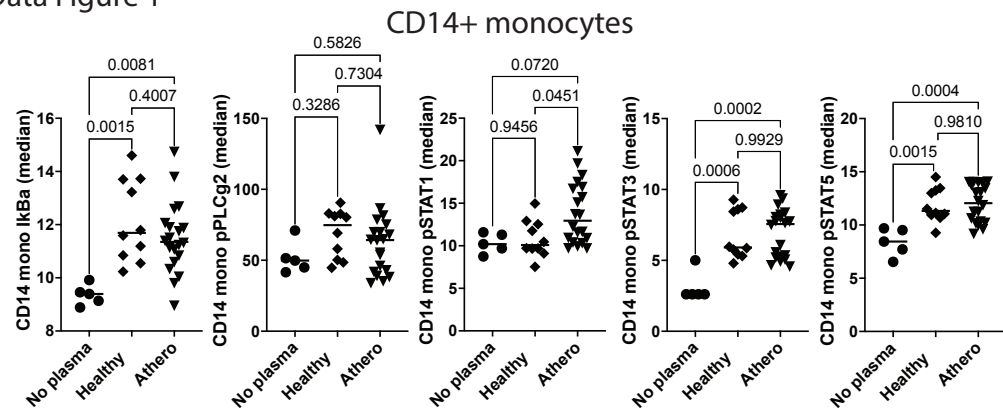 Data Figure 1
CD14+ monocytes
CD14 mono IkBa (median)
16
14
12
10
8
0.0081
0.4007
0.0015
No plasma
Healthy
Athero
CD14 mono pPLCg2 (median)
150
100
50
0
0.5826
0.7304
0.3286
No plasma
Healthy
Athero
CD14 mono pSTAT1 (median)
25
20
15
10
5
0
0.0720
0.0451
0.9456
No plasma
Healthy
Athero
CD14 mono pSTAT3 (median)
15
10
5
0
0.0002
0.9929
0.0006
No plasma
Healthy
Athero
CD14 mono pSTAT5 (median)
20
15
10
5
0
0.0004
0.9810
0.0015
No plasma
Healthy
Athero